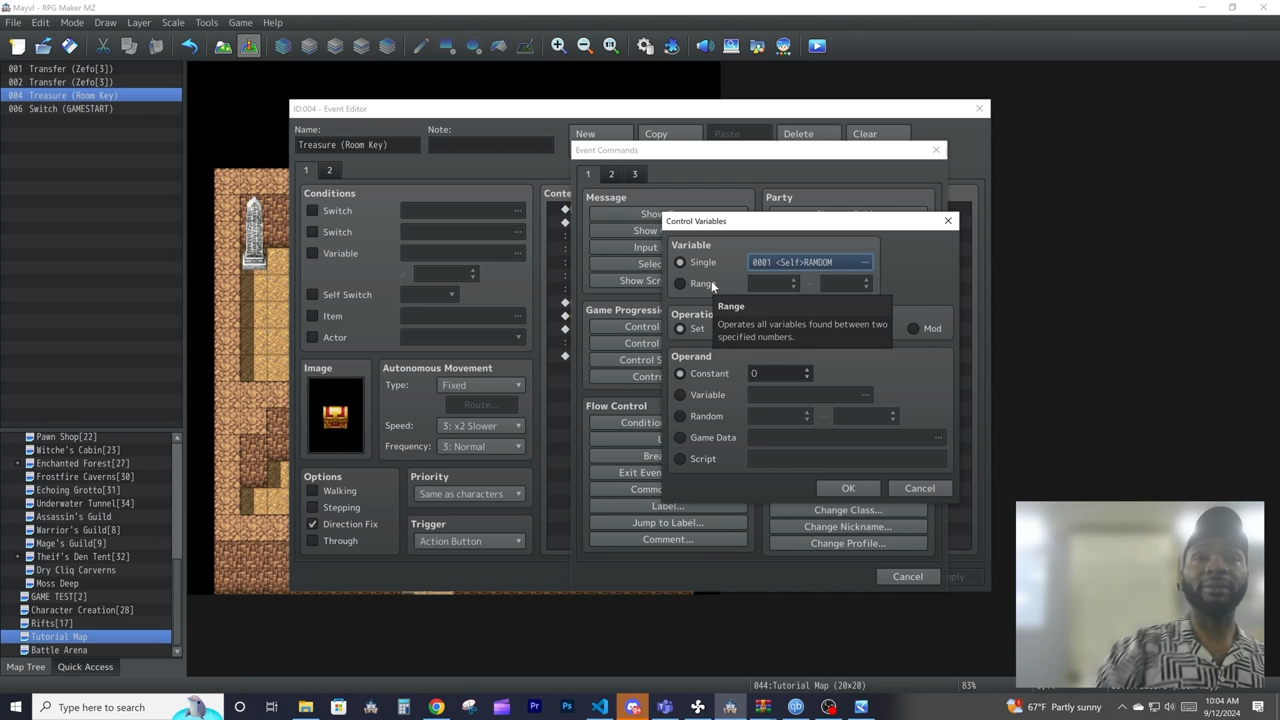 Mayvl - RPG Maker MZ
File Edit Mode Draw Layer Scale Tools Game Help
001 Transfer (Zefo[3])
002 Transfer (Zefo[3])
004 Treasure (Room Key)
006 Switch (GAMESTART)
ID:004 - Event Editor
Name:
Note:
Treasure (Room Key)
New Copy Paste Delete Clear
1 2
Conditions
Switch
Switch
Variable
≥
Self Switch
Item
Actor
Image
Autonomous Movement
Type: Fixed
Route...
Speed: 3: x2 Slower
Frequency: 3: Normal
Options
Walking
Stepping
Direction Fix
Through
Priority
Same as characters
Trigger
Action Button
Event Commands
1 2 3
Message
Party
Game Progressi
Flow Control
Exit Even
Label...
Jump to Label...
Comment...
Change Class...
Change Nickname...
Change Profile...
Cancel
Control Variables
Variable
Single 0001 <Self>RAMDOM
Range
Range
Operates all variables found between two
specified numbers.
Operatio
Set
Mod
Operand
Constant 0
Variable
Random
Game Data
Script
OK Cancel
Pawn Shop[22]
Witche's Cabin[23]
Enchanted Forest[27]
Frostfire Caverns[30]
Echoing Grotto[31]
Underwater Tunnel[34]
Assassin's Guild
Warrior's Guild[8]
Mage's Guild[9]
Theif's Den Tent[32]
Dry Cliq Carverns
Moss Deep
GAME TEST[2]
Character Creation[28]
Rifts[17]
Tutorial Map
Battle Arena
Map Tree Quick Access
044:Tutorial Map (20x20) 83%
Type here to search
67°F Partly sunny
10:04 AM
9/12/2024